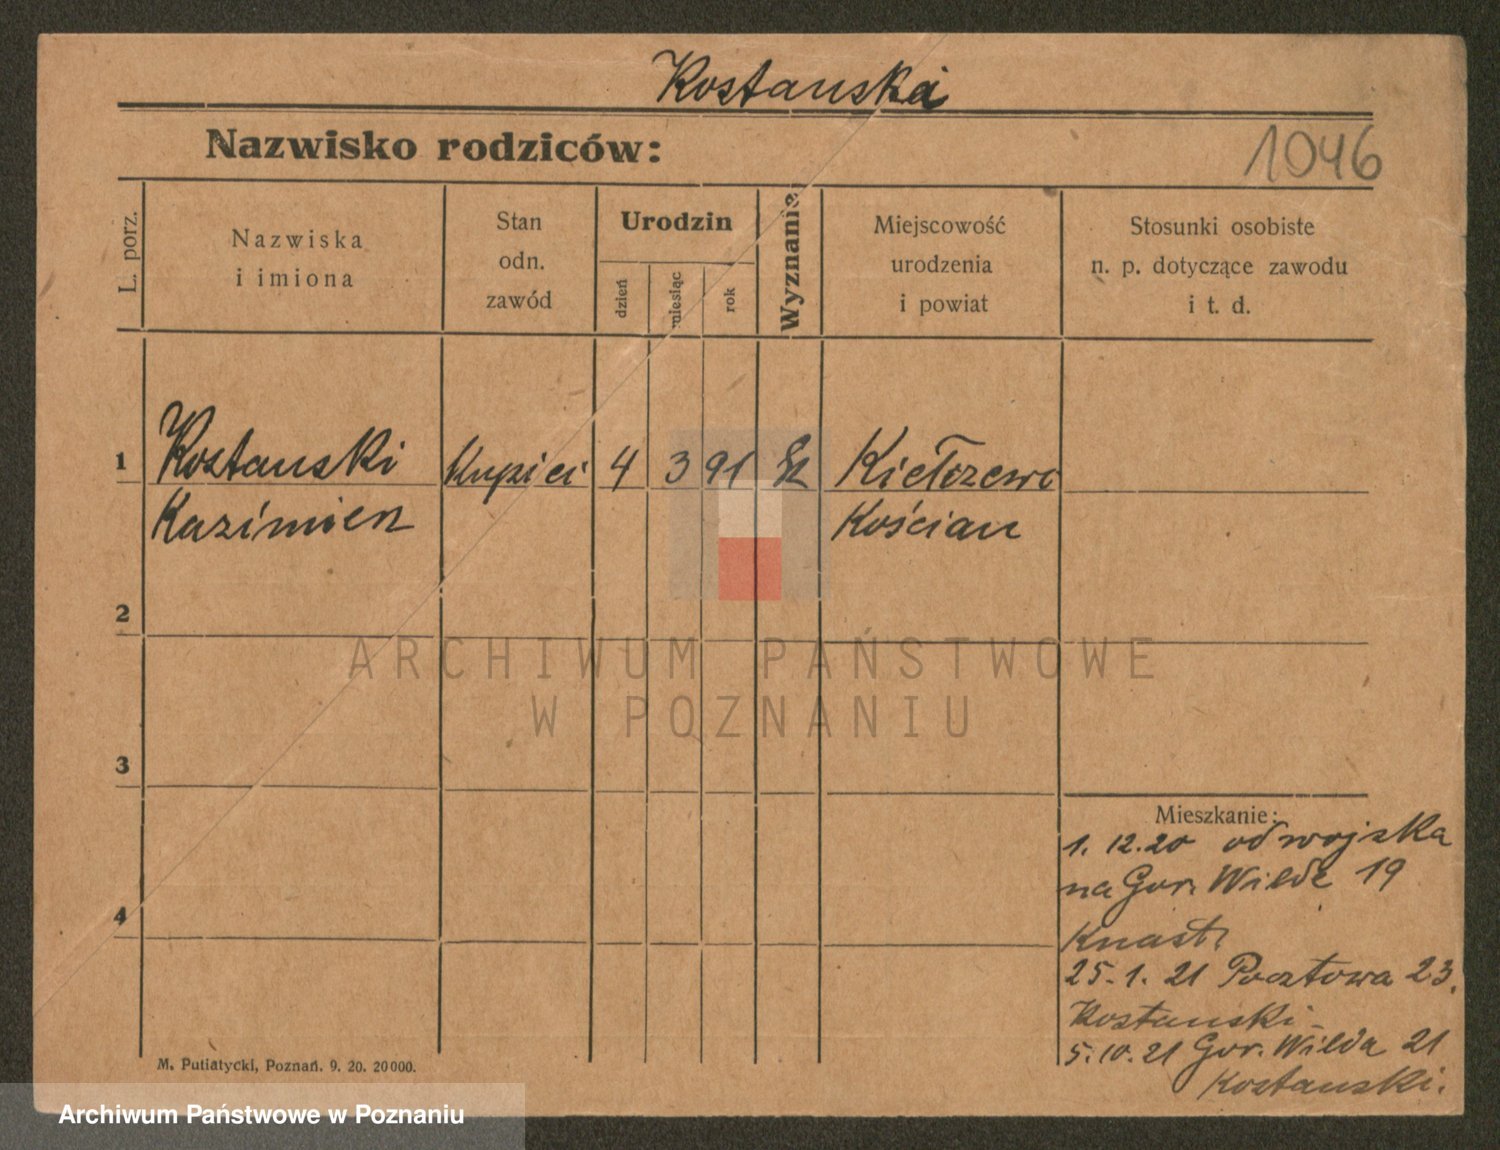 Kostanski
Nazwisko rodziców:
1046
L. porz.
Nazwiska
i imiona
Stan
odn.
zawód
Urodzin
dzień
miesiąc
rok
Wyznanie
Miejscowość
urodzenia
i powiat
Stosunki osobiste
n. p. dotyczące zawodu
i t. d.
1
Kostanski
Kupiec
4
3
91
Kiełczewo
Kazimierz
Kościan
2
3
4
Mieszkanie:
1. 12. 20 od wojska
na Gor. Wilde 19
Knast
25. 1. 21 Pocztowa 23.
Kostanski
5. 10. 21 Gor. Wilda 21
Kostanski.
M. Putiatycki, Poznań. 9. 20. 20000.
ARCHIWUM PAŃSTWOWE
W POZNANIU
Archiwum Państwowe w Poznaniu